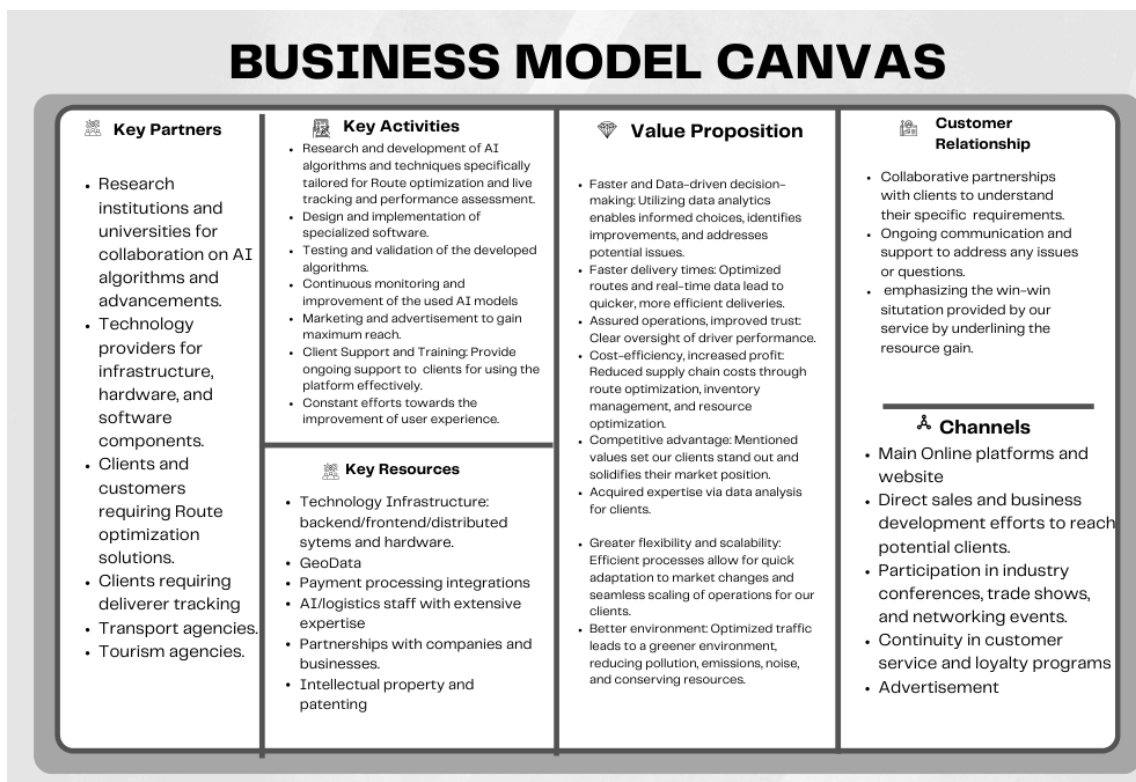 BUSINESS MODEL CANVAS
Key Partners
• Research
institutions and
universities for
collaboration on AI
algorithms and
advancements.
• Technology
providers for
infrastructure,
hardware, and
software
components.
• Clients and
customers
requiring Route
optimization
solutions.
• Clients requiring
deliverer tracking
• Transport agencies.
• Tourism agencies.
Key Activities
• Research and development of AI
algorithms and techniques specifically
tailored for Route optimization and live
tracking and performance assessment.
• Design and implementation of
specialized software.
• Testing and validation of the developed
algorithms.
• Continuous monitoring and
improvement of the used AI models
• Marketing and advertisement to gain
maximum reach.
• Client Support and Training: Provide
ongoing support to clients for using the
platform effectively.
• Constant efforts towards the
improvement of user experience.
Key Resources
• Technology Infrastructure:
backend/frontend/distributed
sytems and hardware.
• GeoData
• Payment processing integrations
• AI/logistics staff with extensive
expertise
• Partnerships with companies and
businesses.
• Intellectual property and
patenting
Value Proposition
• Faster and Data-driven decision-
making: Utilizing data analytics
enables informed choices, identifies
improvements, and addresses
potential issues.
• Faster delivery times: Optimized
routes and real-time data lead to
quicker, more efficient deliveries.
• Assured operations, improved trust:
Clear oversight of driver performance.
• Cost-efficiency, increased profit:
Reduced supply chain costs through
route optimization, inventory
management, and resource
optimization.
• Competitive advantage: Mentioned
values set our clients stand out and
solidifies their market position.
• Acquired expertise via data analysis
for clients.
• Greater flexibility and scalability:
Efficient processes allow for quick
adaptation to market changes and
seamless scaling of operations for our
clients.
• Better environment: Optimized traffic
leads to a greener environment,
reducing pollution, emissions, noise,
and conserving resources.
Customer
Relationship
• Collaborative partnerships
with clients to understand
their specific requirements.
• Ongoing communication and
support to address any issues
or questions.
• emphasizing the win-win
situtation provided by our
service by underlining the
resource gain.
Channels
• Main Online platforms and
website
• Direct sales and business
development efforts to reach
potential clients.
• Participation in industry
conferences, trade shows,
and networking events.
• Continuity in customer
service and loyalty programs
• Advertisement